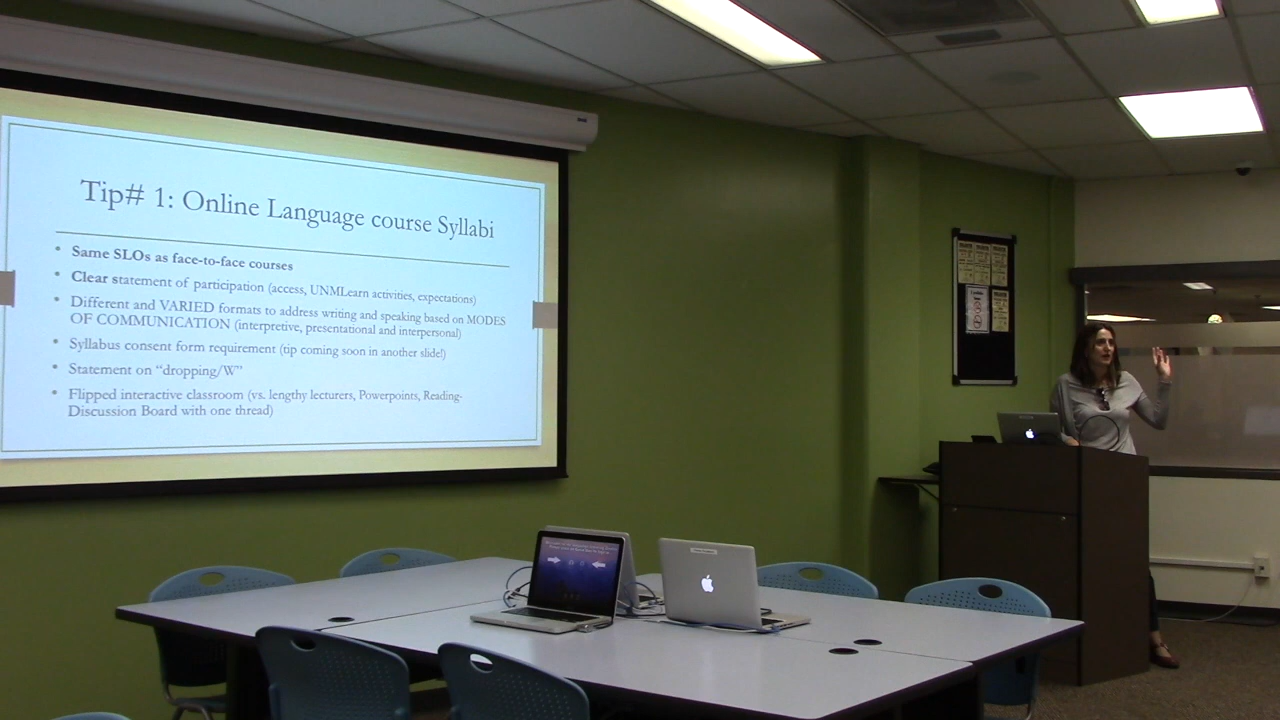 Tip# 1: Online Language course Syllabi
• Same SLOs as face-to-face courses
• Clear statement of participation (access, UNMLearn activities, expectations)
• Different and VARIED formats to address writing and speaking based on MODES
OF COMMUNICATION (interpretive, presentational and interpersonal)
• Syllabus consent form requirement (tip coming soon in another slide!)
• Statement on “dropping/W”
• Flipped interactive classroom (vs. lengthy lecturers, Powerpoints, Reading-
Discussion Board with one thread)